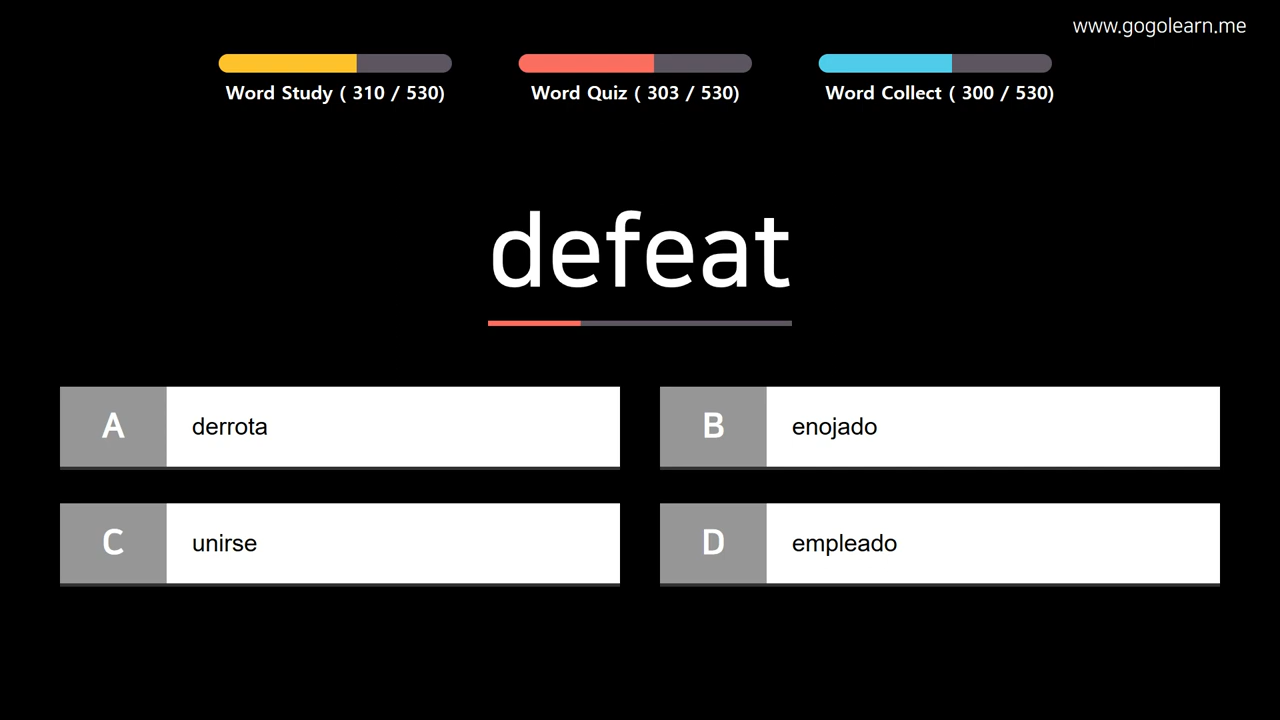 www.gogolearn.me
Word Study ( 310 / 530)
Word Quiz ( 303 / 530)
Word Collect ( 300 / 530)
defeat
A
derrota
B
enojado
C
unirse
D
empleado